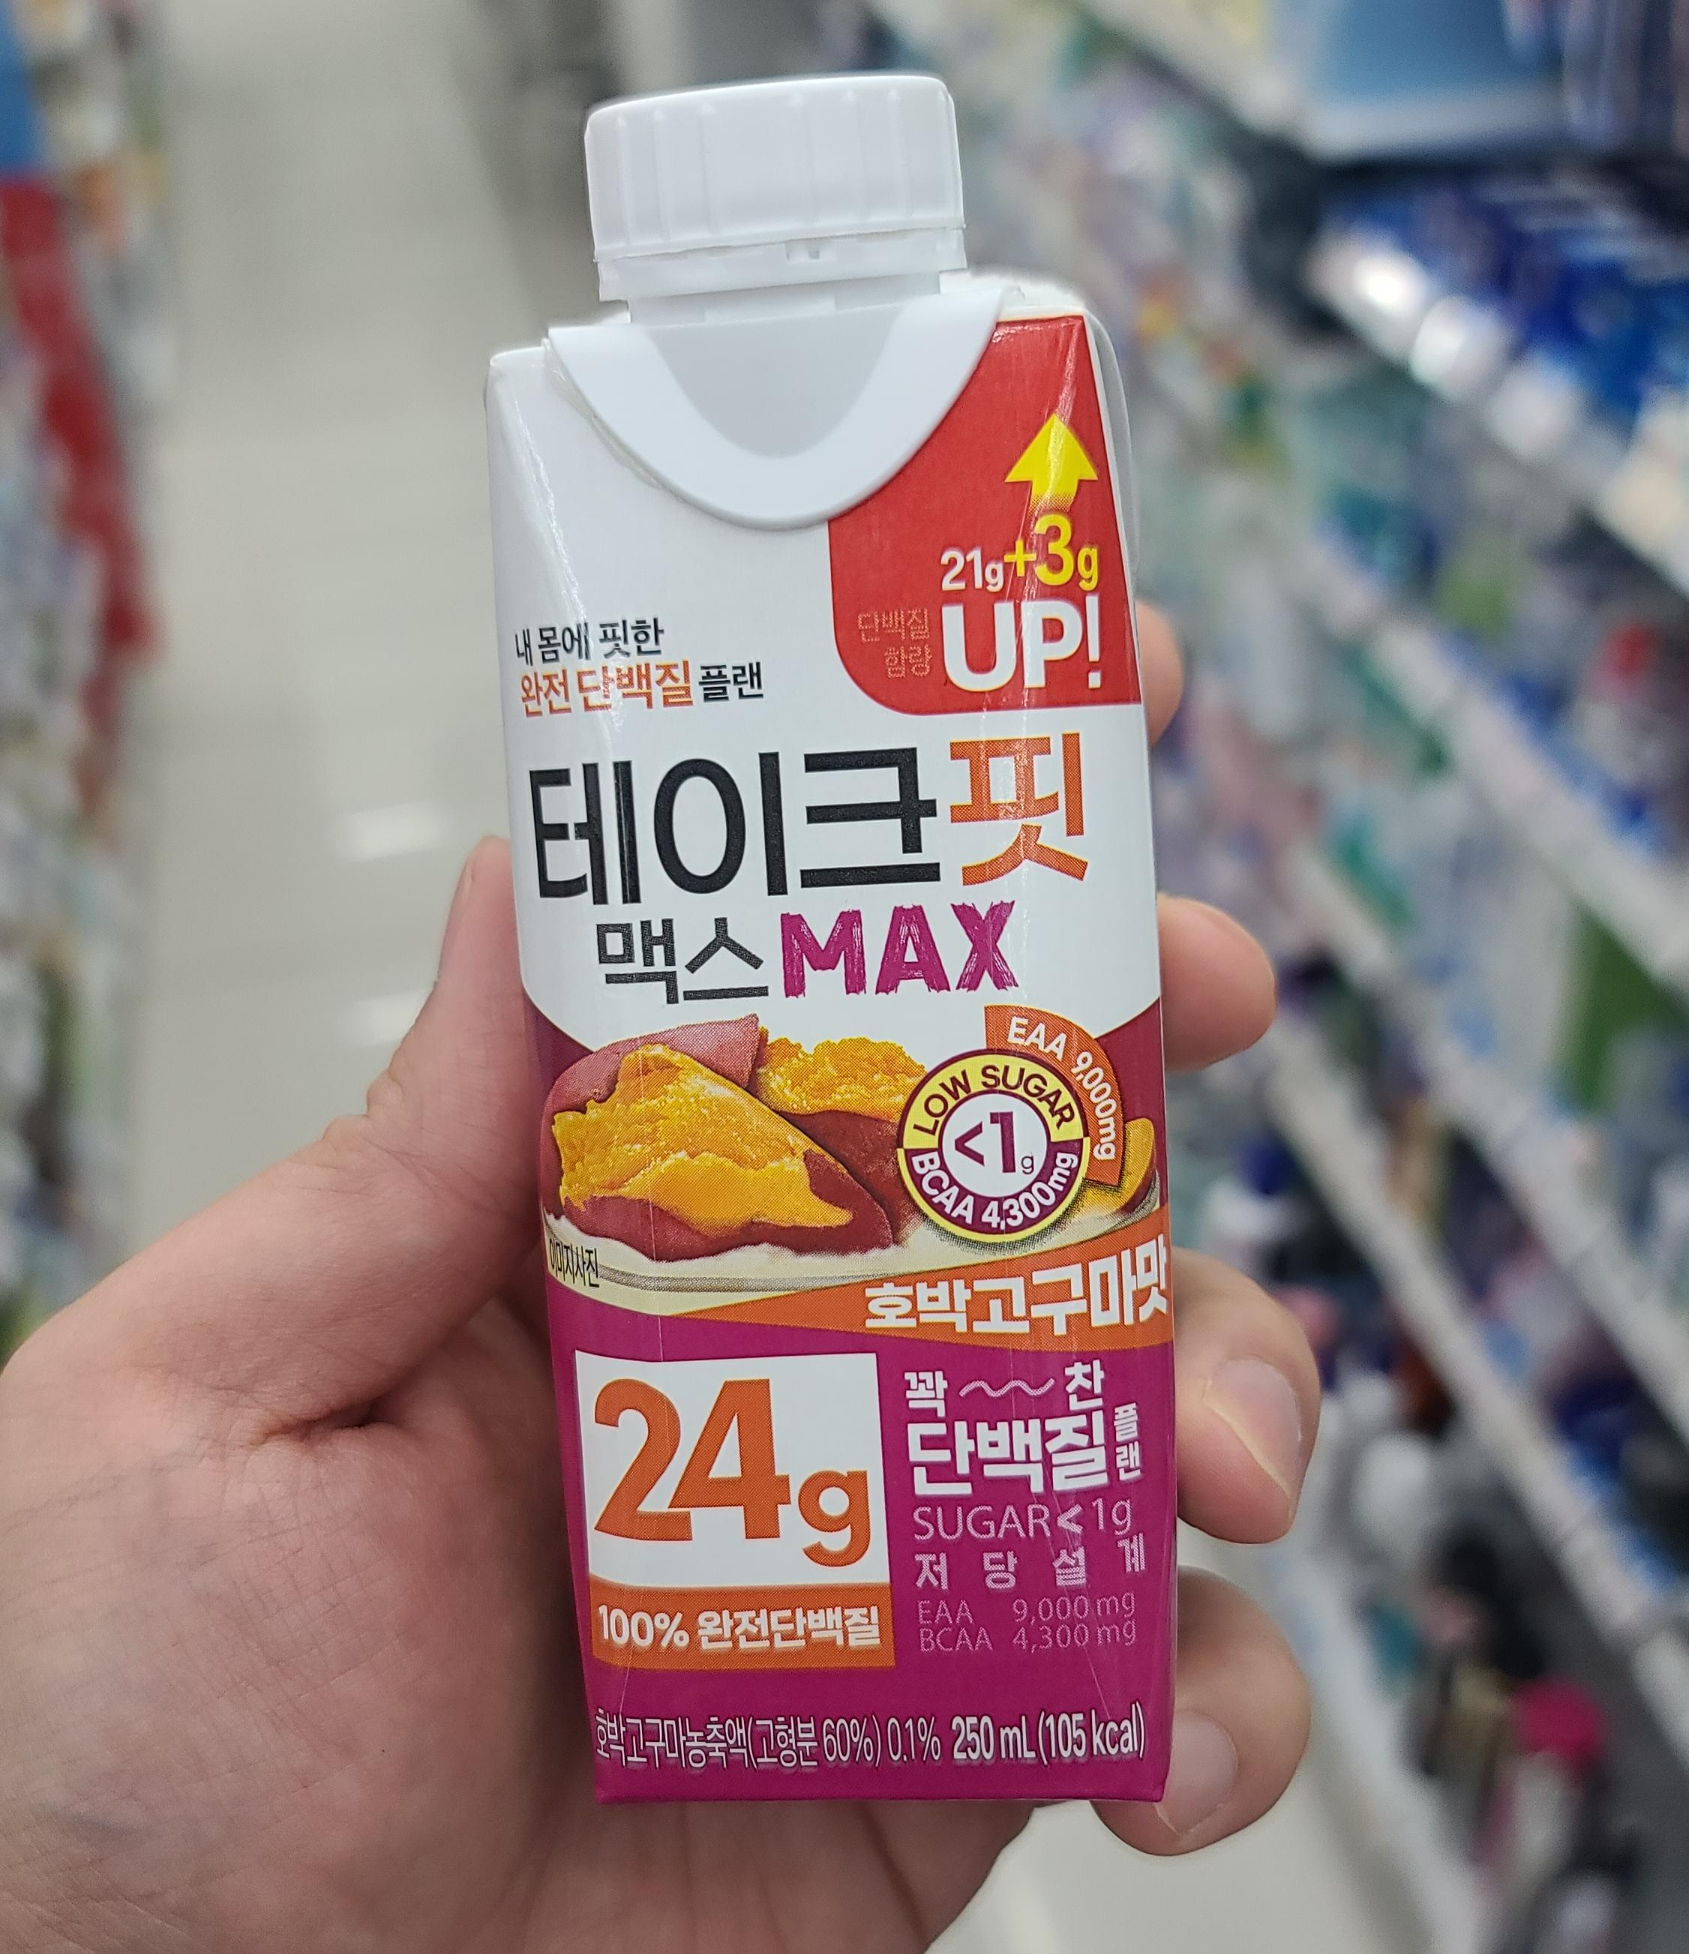 21g+3g
단백질 함량 UP!
내 몸에 핏한
완전 단백질 플랜
테이크핏
맥스 MAX
EAA 9,000mg
LOW SUGAR
<1g
BCAA 4,300mg
이미지사진
호박고구마맛
24g
100% 완전단백질
꽉 찬
단백질 플랜
SUGAR<1g
저당설계
EAA 9,000mg
BCAA 4,300mg
호박고구마농축액(고형분 60%) 0.1% 250 mL (105 kcal)